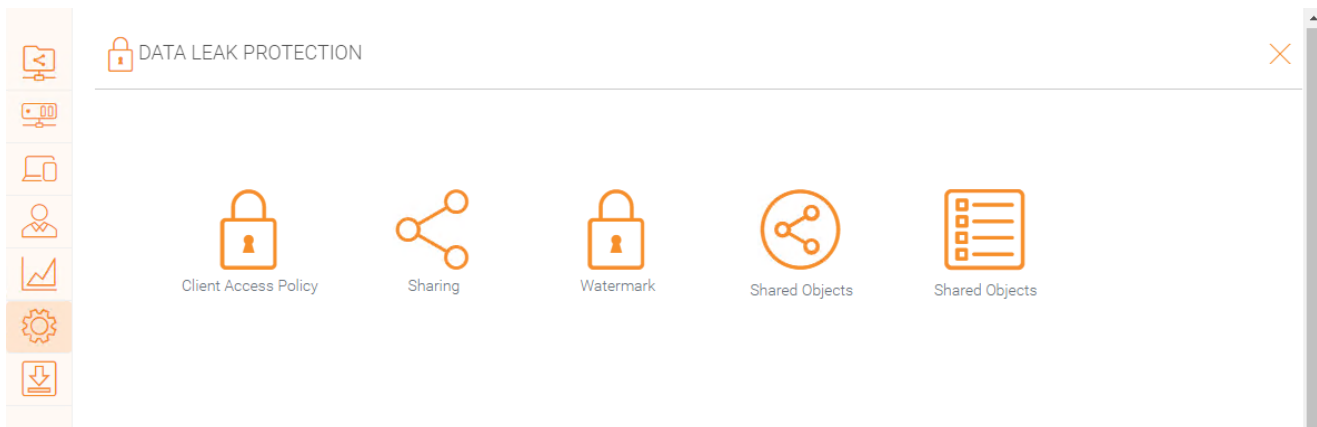 DATA LEAK PROTECTION
Client Access Policy
Sharing
Watermark
Shared Objects
Shared Objects